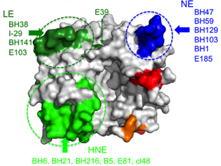 LE
BH38
I-29
BH141
E103
E39
NE
BH47
BH59
BH129
BH103
BH1
E185
HNE
BH6, BH21, BH216, B5, E81, cl48